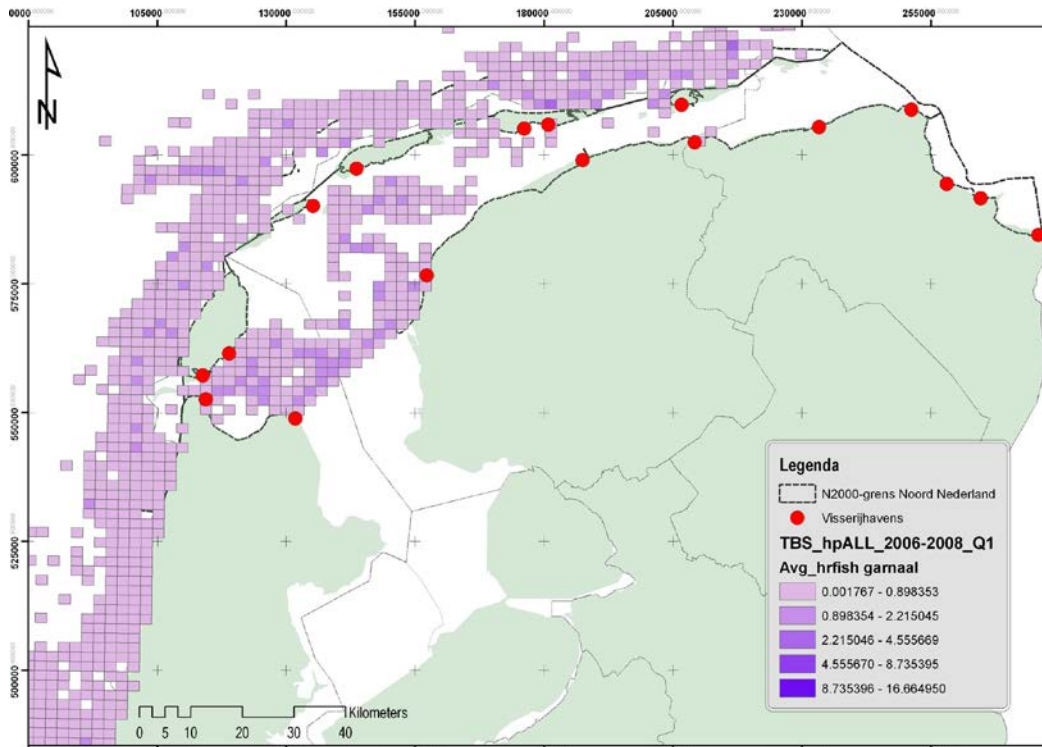 0000 105000 130000 155000 180000 205000 230000 255000
N
600000
575000
550000
525000
500000
Legenda
N2000-grens Noord Nederland
Visserijhavens
TBS_hpALL_2006-2008_Q1
Avg_hrfish garnaal
0.001767 - 0.898353
0.898354 - 2.215045
2.215046 - 4.555669
4.555670 - 8.735395
8.735396 - 16.664950
Kilometers
0 5 10 20 30 40